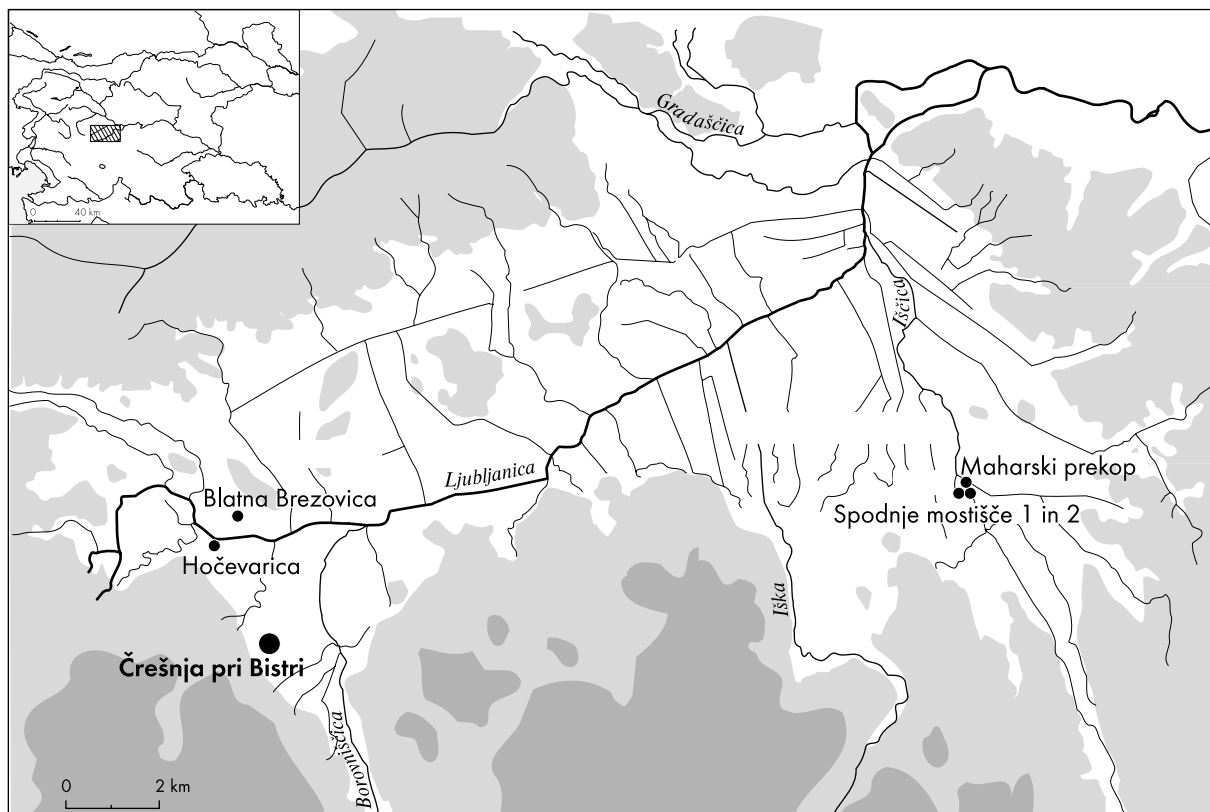 0 40 km
Gradaščica
Iščica
Ljubljanica
Maharski prekop
Blatna Brezovica
Spodnje mostišče 1 in 2
Hočevarica
Iška
Črešnja pri Bistri
Borovniščica
0 2 km